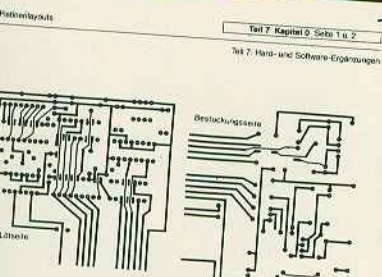 Platinenlayouts
Teil 7 Kapitel 0 Seite 1 u. 2
Teil 7: Hard- und Software-Ergänzungen
Bestückungsseite
Lötseite